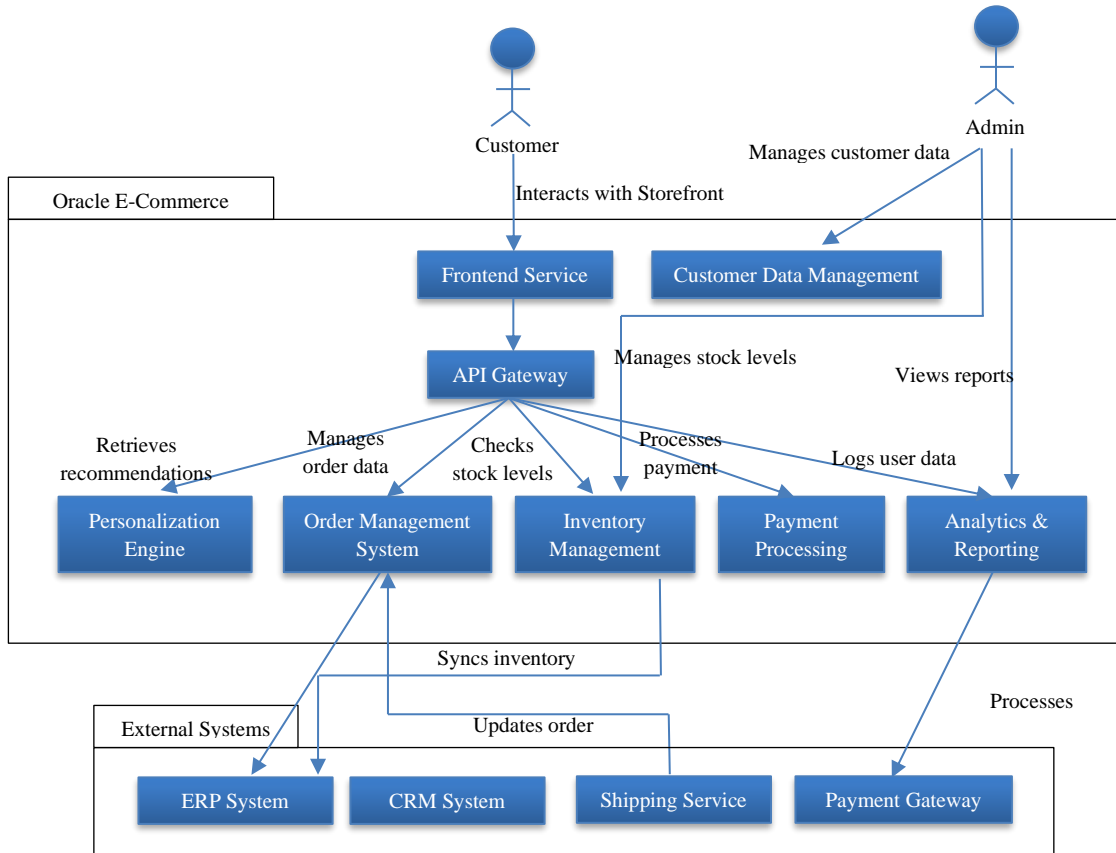 Customer
Admin
Manages customer data
Interacts with Storefront
Oracle E-Commerce
Frontend Service
Customer Data Management
API Gateway
Manages stock levels
Views reports
Retrieves
recommendations
Manages
order data
Checks
stock levels
Processes
payment
Logs user data
Personalization
Engine
Order Management
System
Inventory
Management
Payment
Processing
Analytics &
Reporting
Syncs inventory
Processes
External Systems
Updates order
ERP System
CRM System
Shipping Service
Payment Gateway